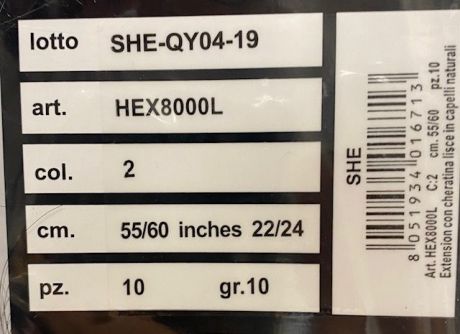 lotto SHE-QY04-19
art. HEX8000L
col. 2
cm. 55/60 inches 22/24
pz. 10 gr.10
SHE
8 051934 016713
Art.HEX8000L C:2 cm. 55/60 pz.10
Extension con cheratina lisce in capelli naturali